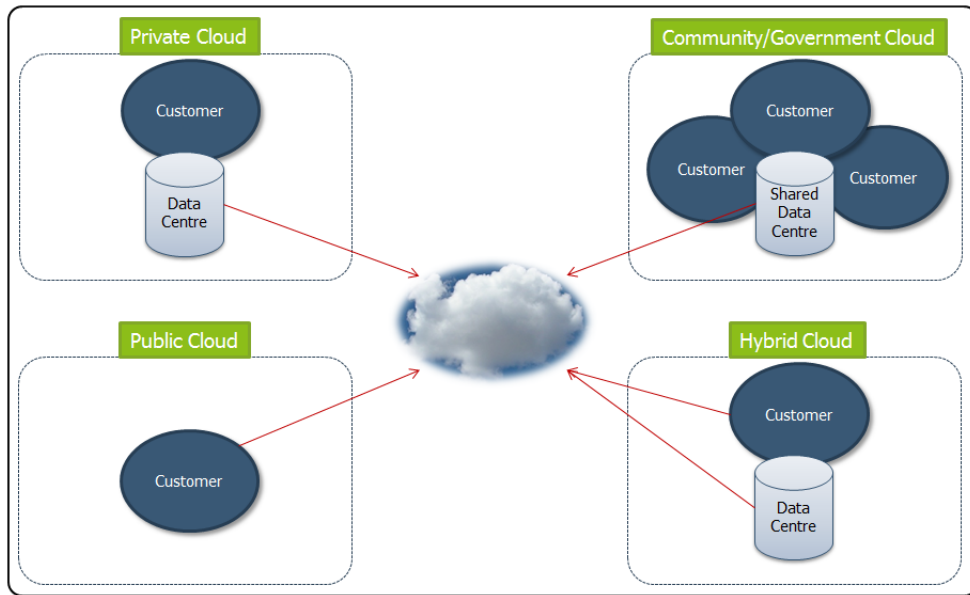 Private Cloud
Customer
Data
Centre
Community/Government Cloud
Customer
Customer
Customer
Shared
Data
Centre
Public Cloud
Customer
Hybrid Cloud
Customer
Data
Centre